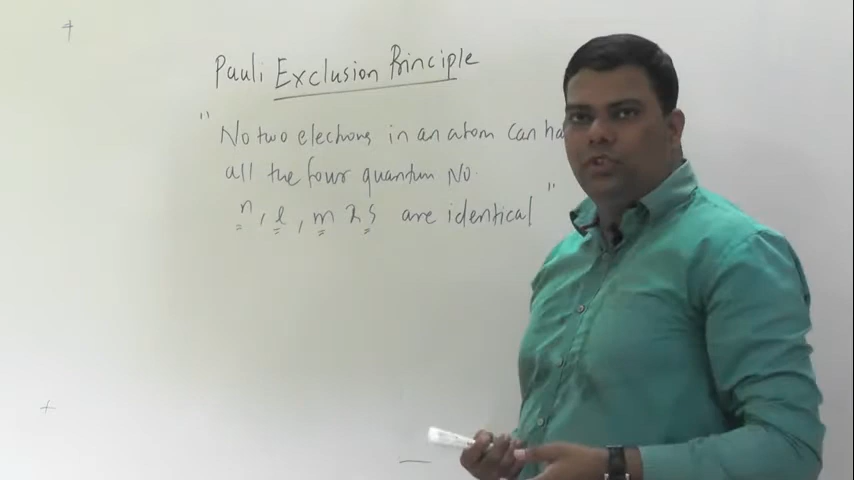 Pauli Exclusion Principle
"No two electrons in an atom can ha
all the four quantum No.
n, l, m & s are identical"